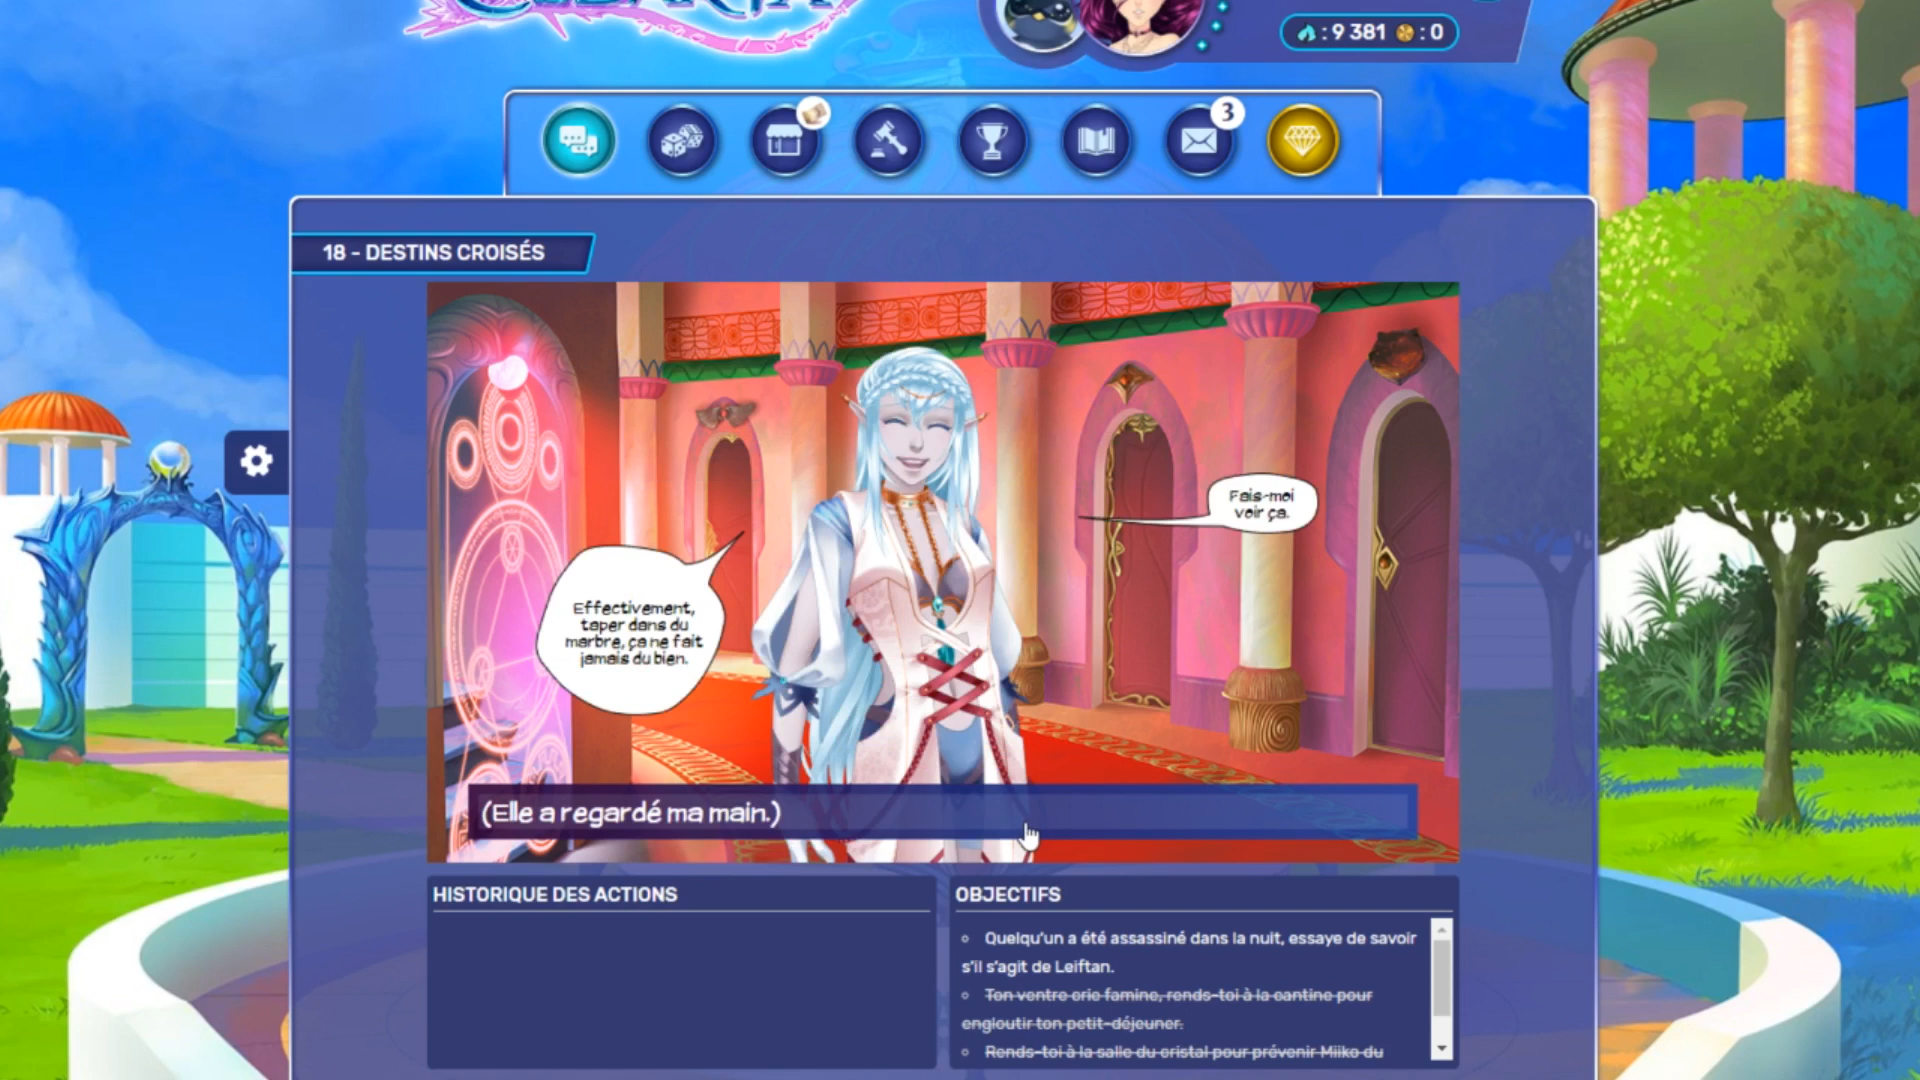 : 9 381 : 0
3
18 - DESTINS CROISÉS
Fais-moi
voir ça.
Effectivement,
taper dans du
marbre, ça ne fait
jamais du bien.
(Elle a regardé ma main.)
HISTORIQUE DES ACTIONS
OBJECTIFS
Quelqu'un a été assassiné dans la nuit, essaye de savoir
s'il s'agit de Leiftan.
Ton ventre crie famine, rends-toi à la cantine pour
engloutir ton petit-déjeuner.
Rends-toi à la salle du cristal pour prévenir Miiko du